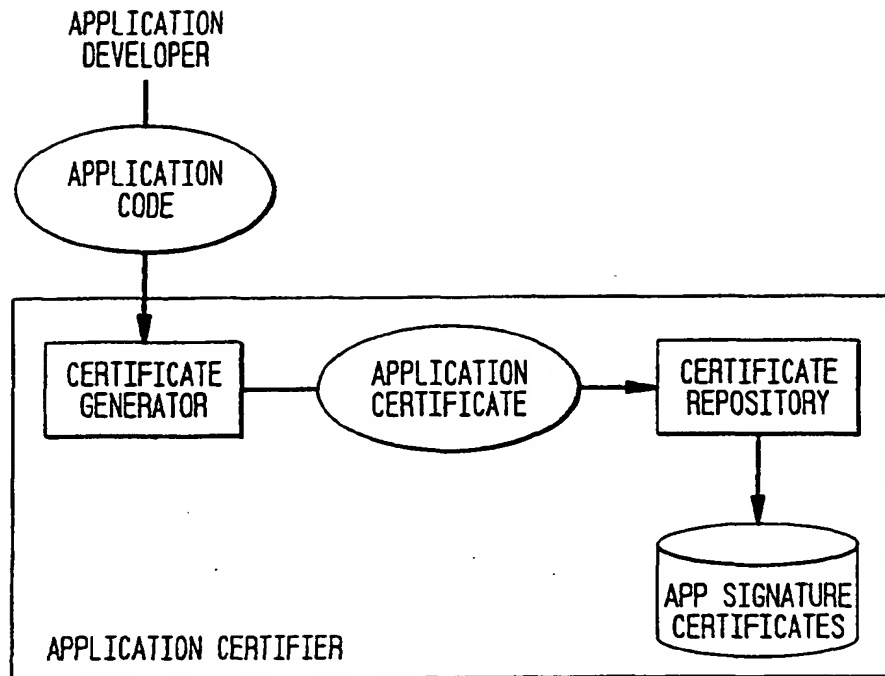 APPLICATION
DEVELOPER
APPLICATION
CODE
CERTIFICATE
GENERATOR
APPLICATION
CERTIFICATE
CERTIFICATE
REPOSITORY
APP SIGNATURE
CERTIFICATES
APPLICATION CERTIFIER